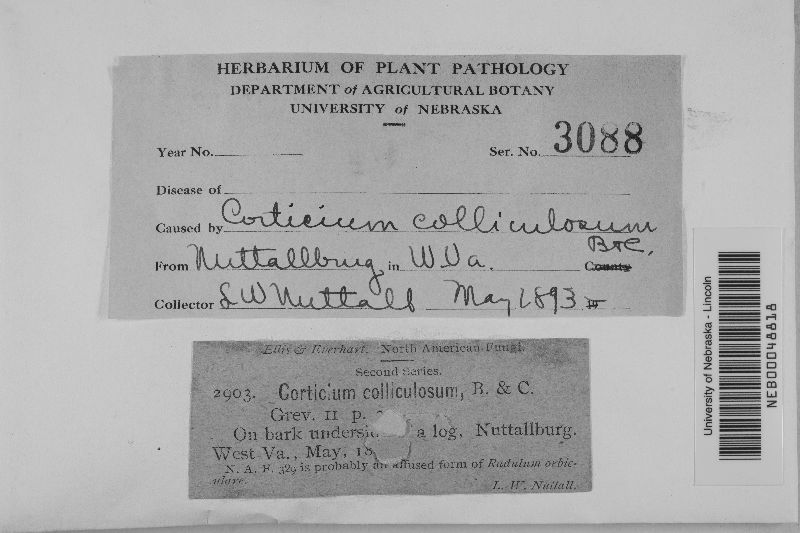 HERBARIUM OF PLANT PATHOLOGY
DEPARTMENT of AGRICULTURAL BOTANY
UNIVERSITY of NEBRASKA
Year No. Ser. No. 3088
Disease of
Caused by Corticium colliculosum
B&C.
From Nuttallburg in W.Va. County
Collector L W Nuttall May 1893
Ellis & Everhart. North American Fungi.
Second Series.
2903. Corticium colliculosum, B. & C.
Grev. 11 p.
On bark undersi a log, Nuttallburg.
West Va., May, 18
N. A. F. 329 is probably an effused form of Radulum orbic-
ulare.
L. W. Nuttall.
University of Nebraska - Lincoln
NEB00048818